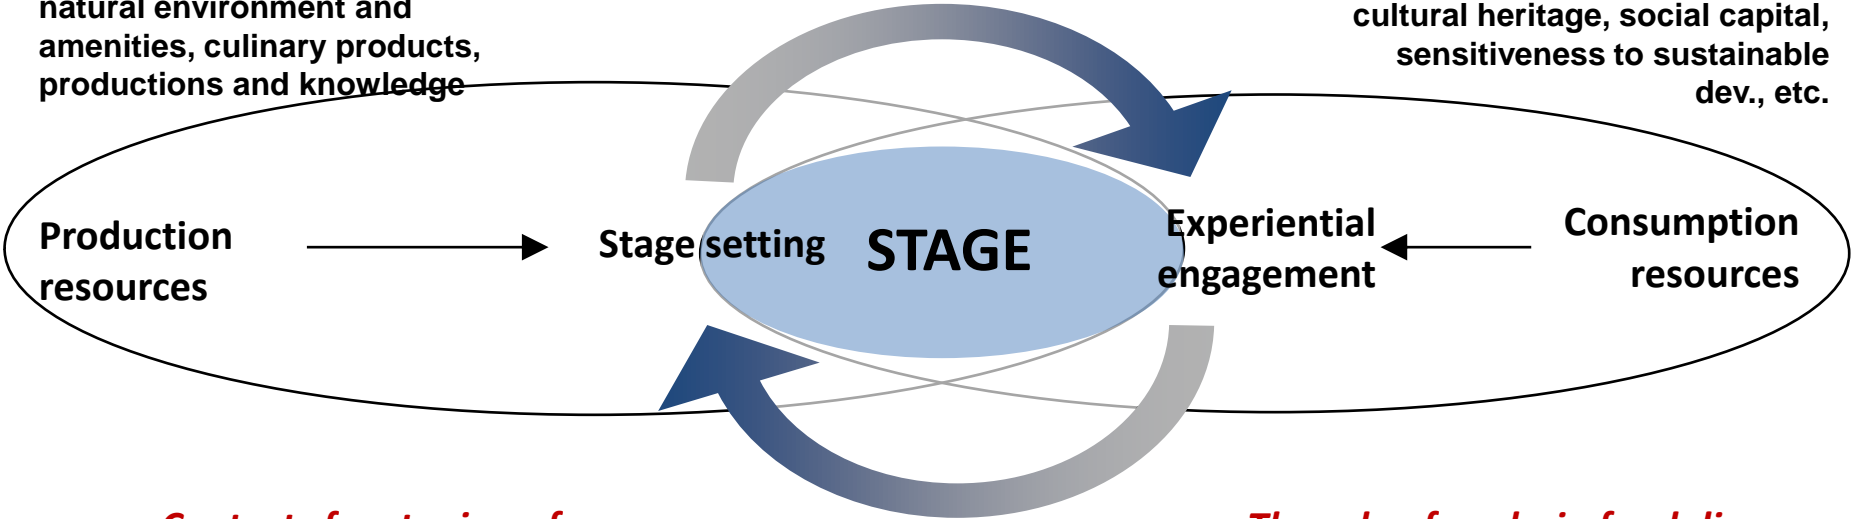 natural environment and
amenities, culinary products,
productions and knowledge
cultural heritage, social capital,
sensitiveness to sustainable
dev., etc.
Production
resources
Stage setting
STAGE
Experiential
engagement
Consumption
resources